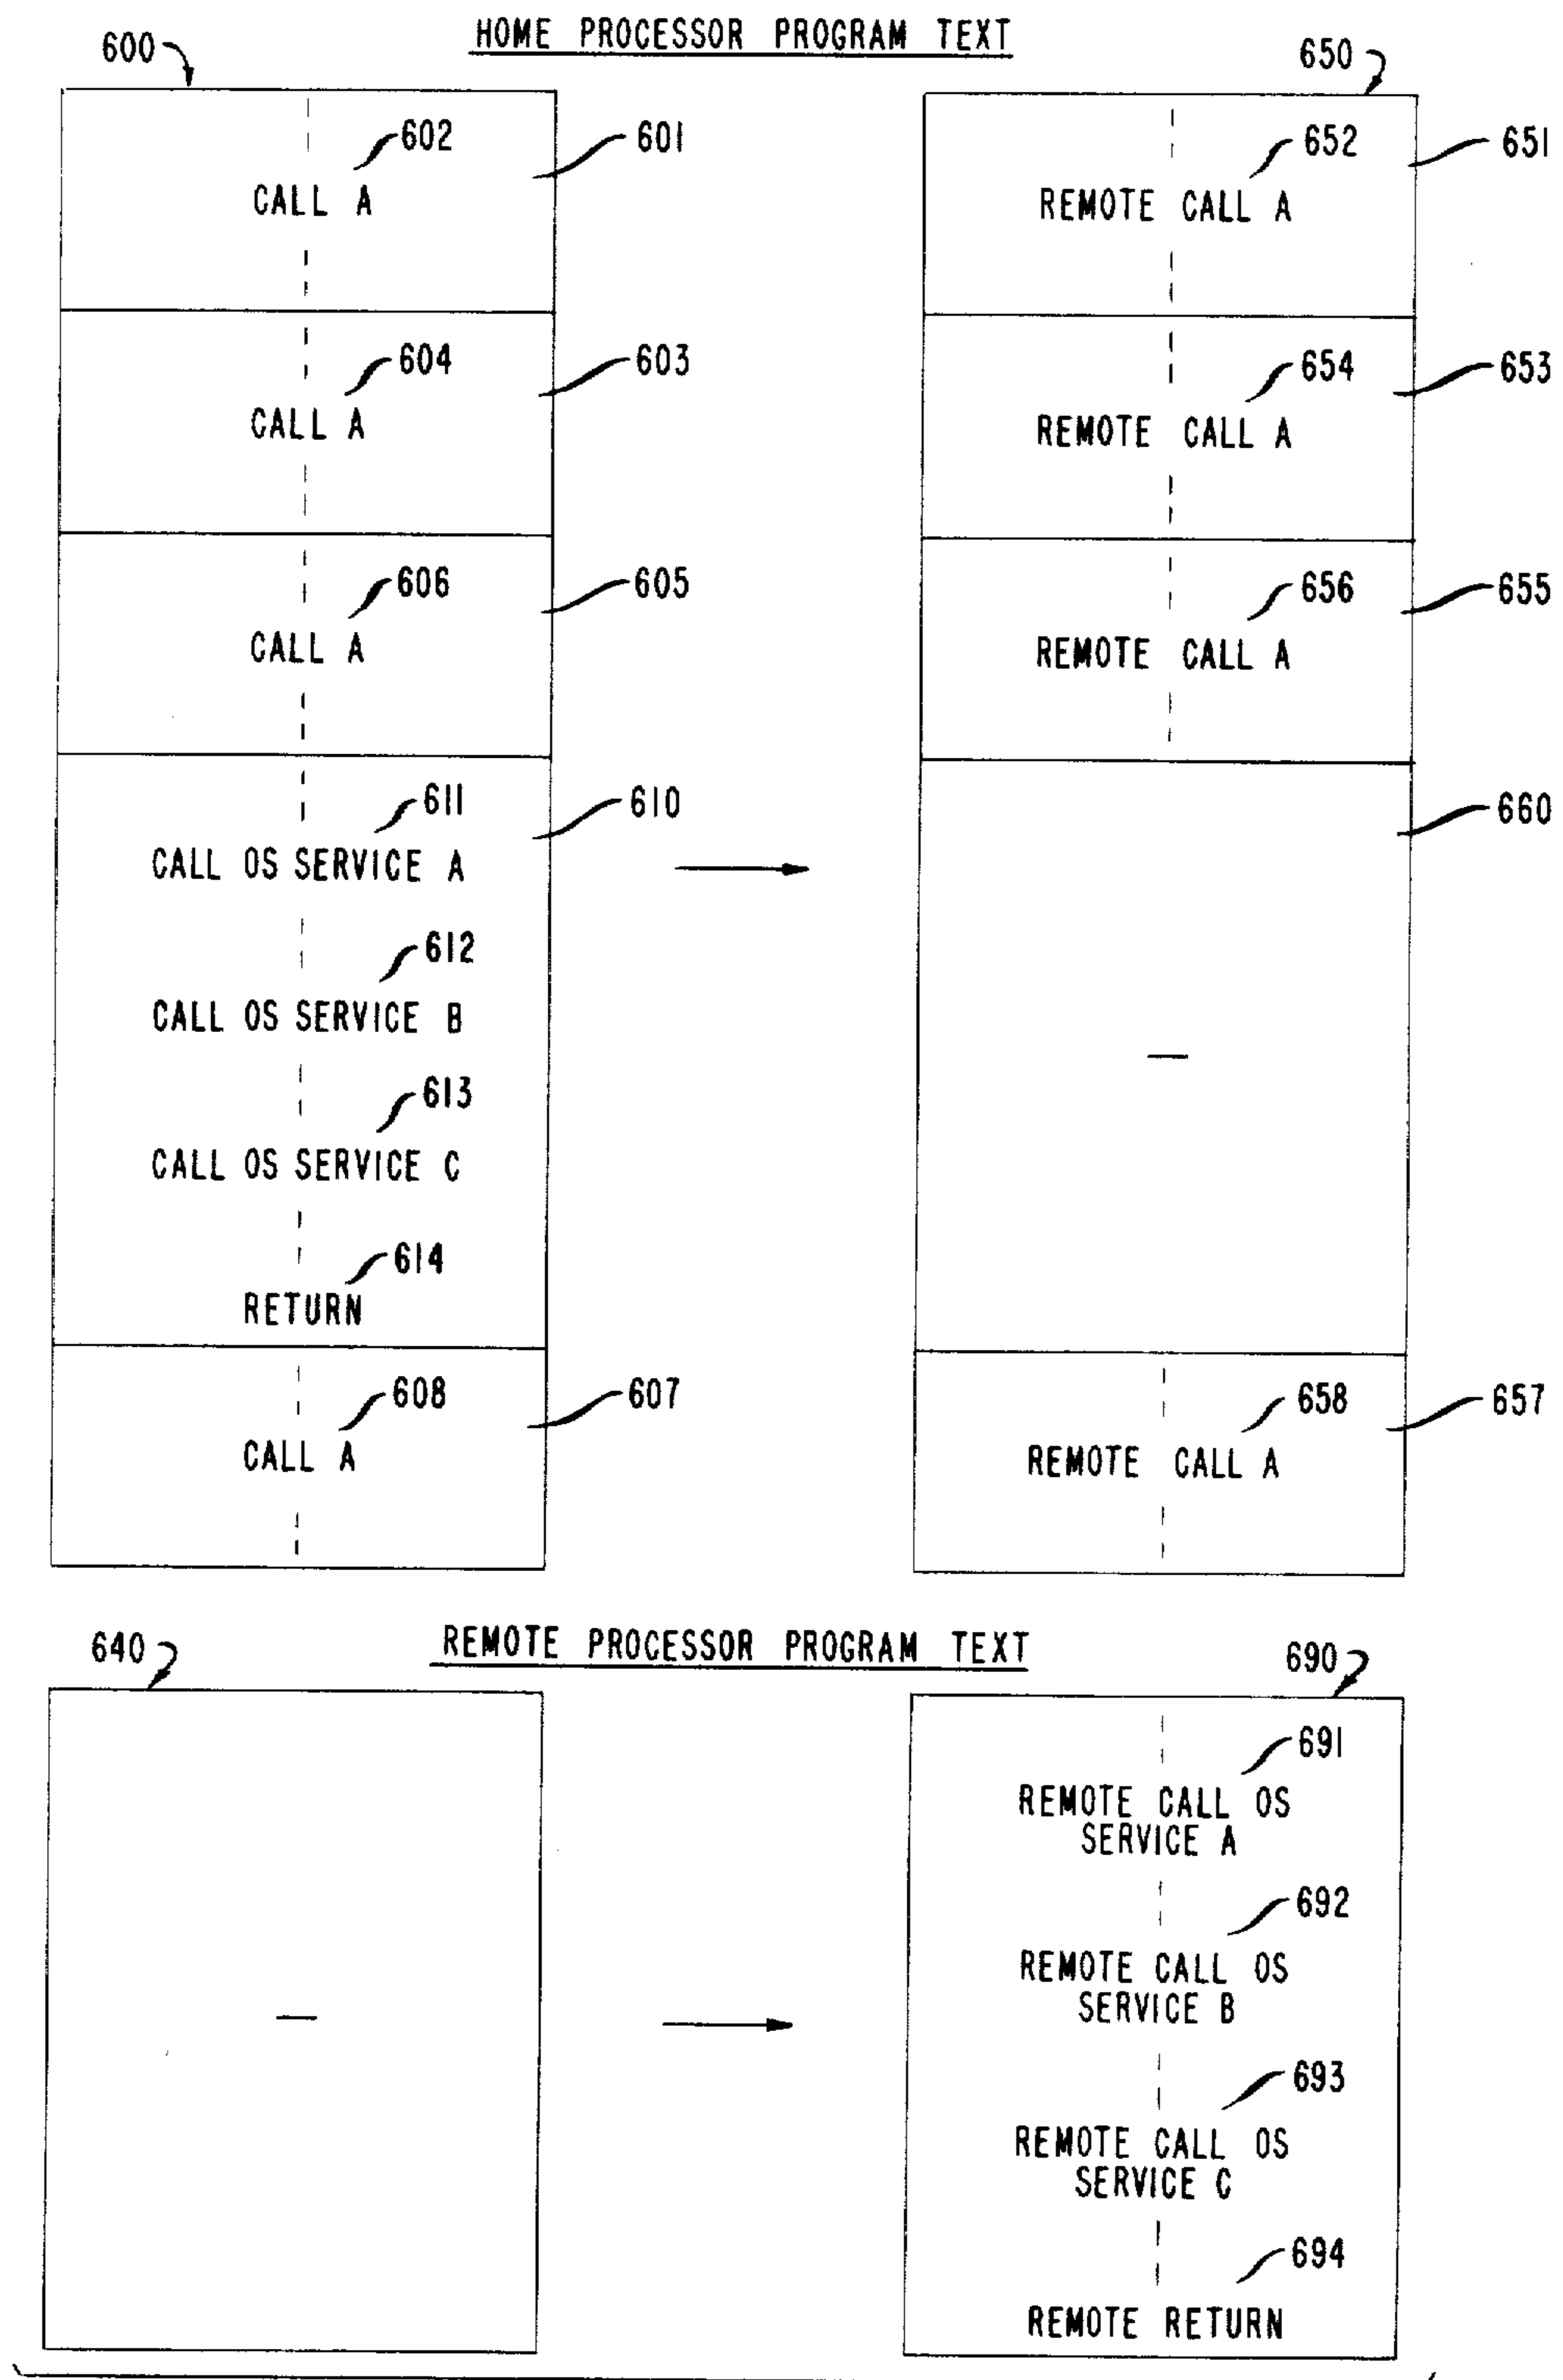 HOME PROCESSOR PROGRAM TEXT
600
602
601
CALL A
604
603
CALL A
606
605
CALL A
611
610
CALL OS SERVICE A
612
CALL OS SERVICE B
613
CALL OS SERVICE C
614
RETURN
608
607
CALL A
650
652
651
REMOTE CALL A
654
653
REMOTE CALL A
656
655
REMOTE CALL A
660
658
657
REMOTE CALL A
REMOTE PROCESSOR PROGRAM TEXT
640
690
691
REMOTE CALL OS
SERVICE A
692
REMOTE CALL OS
SERVICE B
693
REMOTE CALL OS
SERVICE C
694
REMOTE RETURN